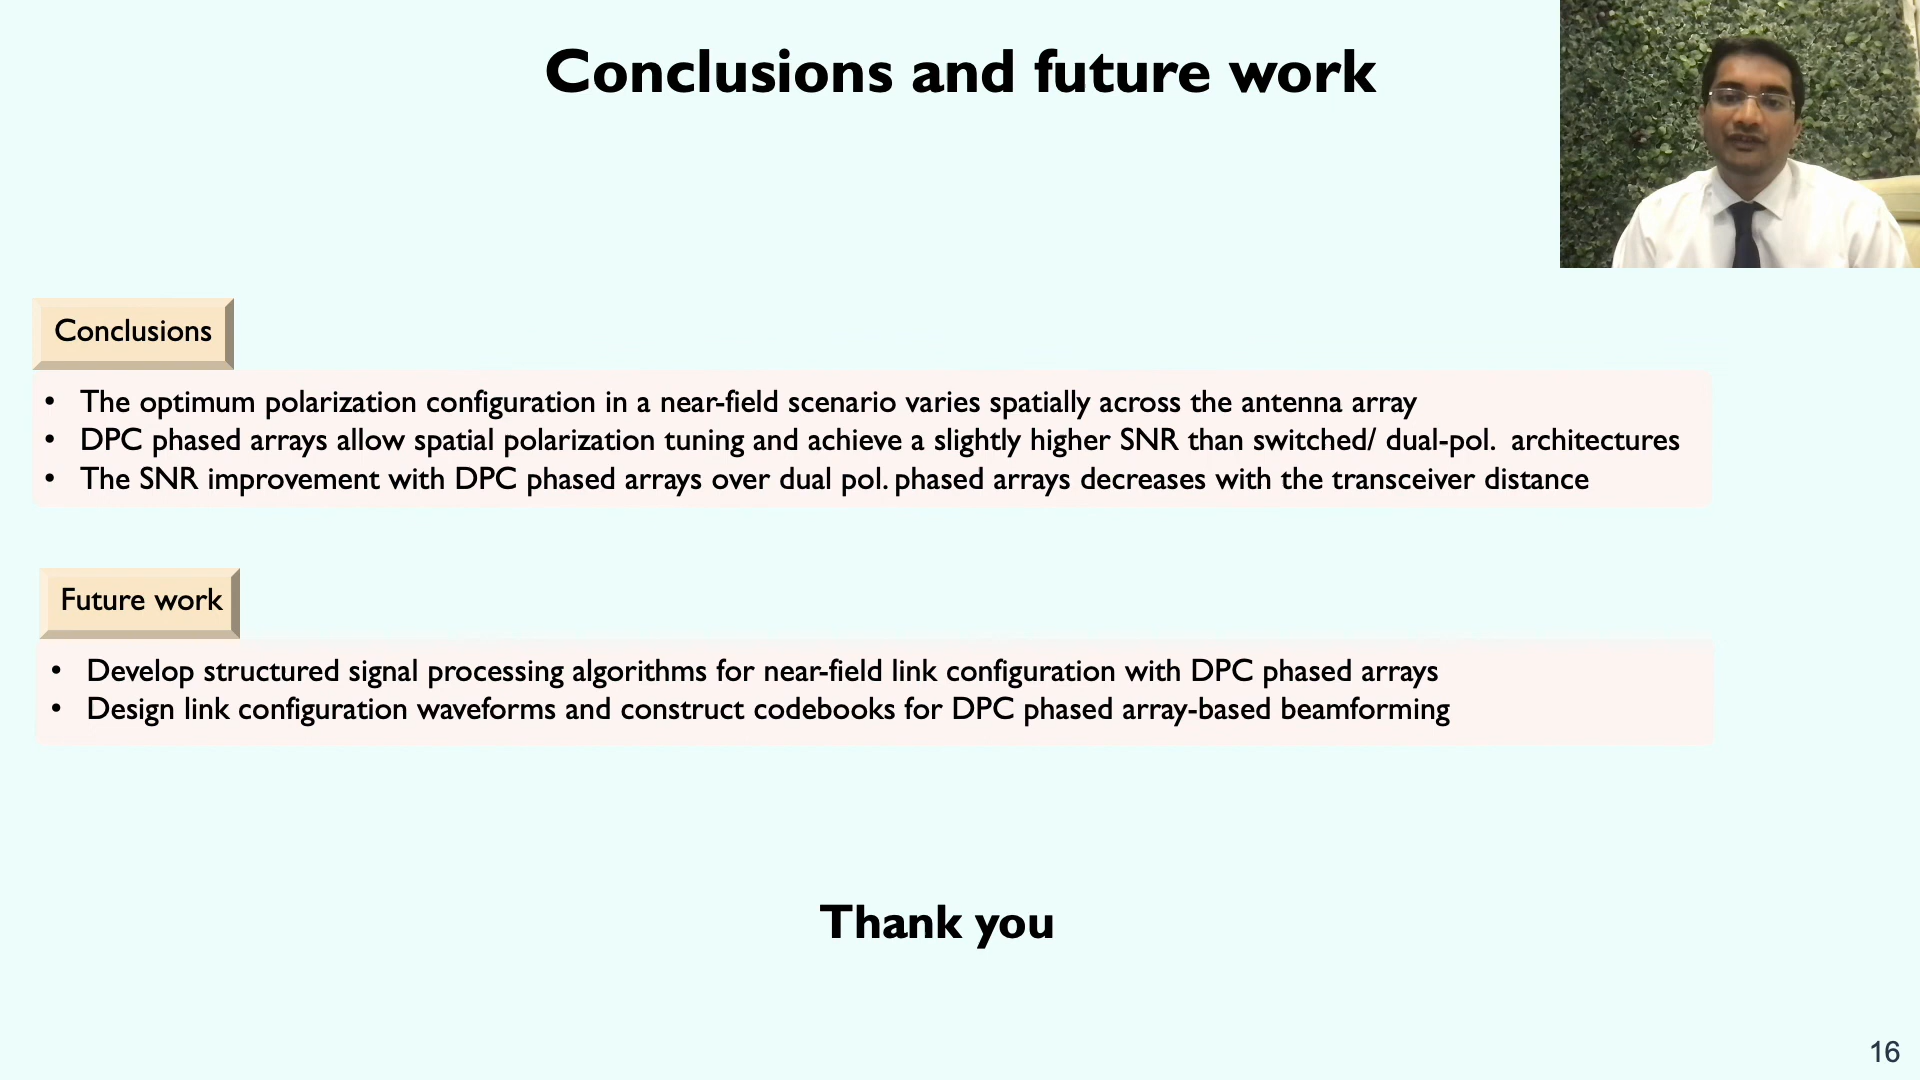 Conclusions and future work
Conclusions
• The optimum polarization configuration in a near-field scenario varies spatially across the antenna array
• DPC phased arrays allow spatial polarization tuning and achieve a slightly higher SNR than switched/ dual-pol. architectures
• The SNR improvement with DPC phased arrays over dual pol. phased arrays decreases with the transceiver distance
Future work
• Develop structured signal processing algorithms for near-field link configuration with DPC phased arrays
• Design link configuration waveforms and construct codebooks for DPC phased array-based beamforming
Thank you
16